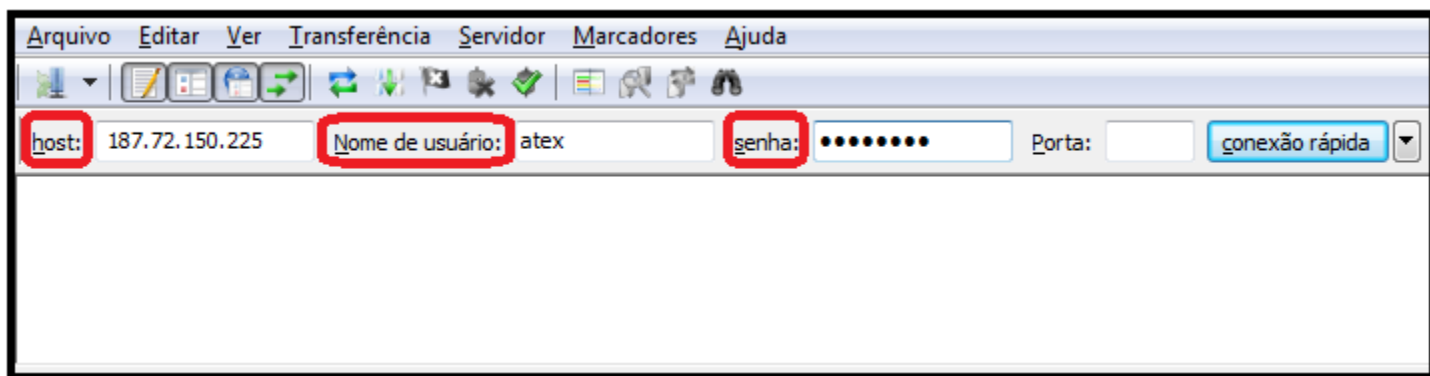 Arquivo Editar Ver Transferência Servidor Marcadores Ajuda
host: 187.72.150.225 Nome de usuário: atex senha: •••••••• Porta: conexão rápida